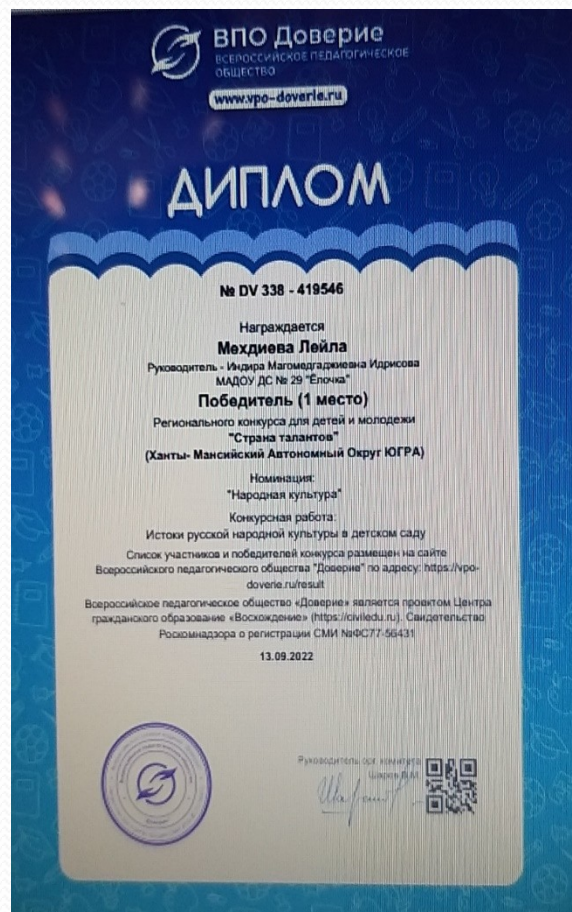 ВПО Доверие
ВСЕРОССИЙСКОЕ ПЕДАГОГИЧЕСКОЕ
ОБЩЕСТВО
www.vpo-doverie.ru
ДИПЛОМ
№ DV 338 - 419546
Награждается
Мехдиева Лейла
Руководитель - Индира Магомедгаджиевна Идрисова
МАДОУ ДС № 29 "Ёлочка"
Победитель (1 место)
Регионального конкурса для детей и молодежи
"Страна талантов"
(Ханты- Мансийский Автономный Округ ЮГРА)
Номинация:
"Народная культура"
Конкурсная работа:
Истоки русской народной культуры в детском саду
Список участников и победителей конкурса размещен на сайте
Всероссийского педагогического общества "Доверие" по адресу: https://vpo-
doverie.ru/result
Всероссийское педагогическое общество «Доверие» является проектом Центра
гражданского образование «Восхождение» (https://civiledu.ru). Свидетельство
Роскомнадзора о регистрации СМИ №ФС77-56431
13.09.2022
Руководитель орг. комитета